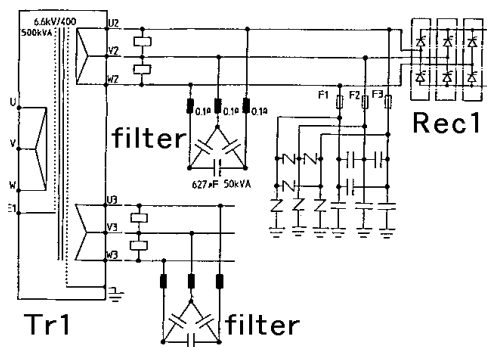 6.6kV/400
500kVA
U2
V2
W2
U
V
W
E1
F1 F2 F3
Rec1
0.1Ω 0.1Ω 0.1Ω
filter
627μF 50kVA
U3
V3
W3
Tr1
filter